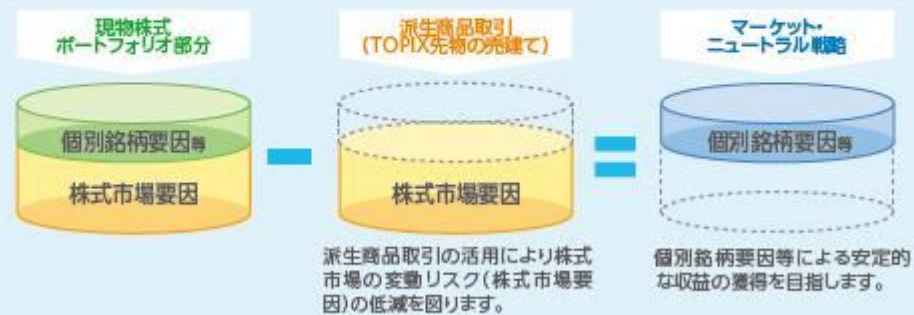 現物株式
ポートフォリオ部分
派生商品取引
(TOPIX先物の売建て)
マーケット・
ニュートラル戦略
個別銘柄要因等
株式市場要因
株式市場要因
個別銘柄要因等
派生商品取引の活用により株式
市場の変動リスク(株式市場要
因)の低減を図ります。
個別銘柄要因等による安定的
な収益の獲得を目指します。